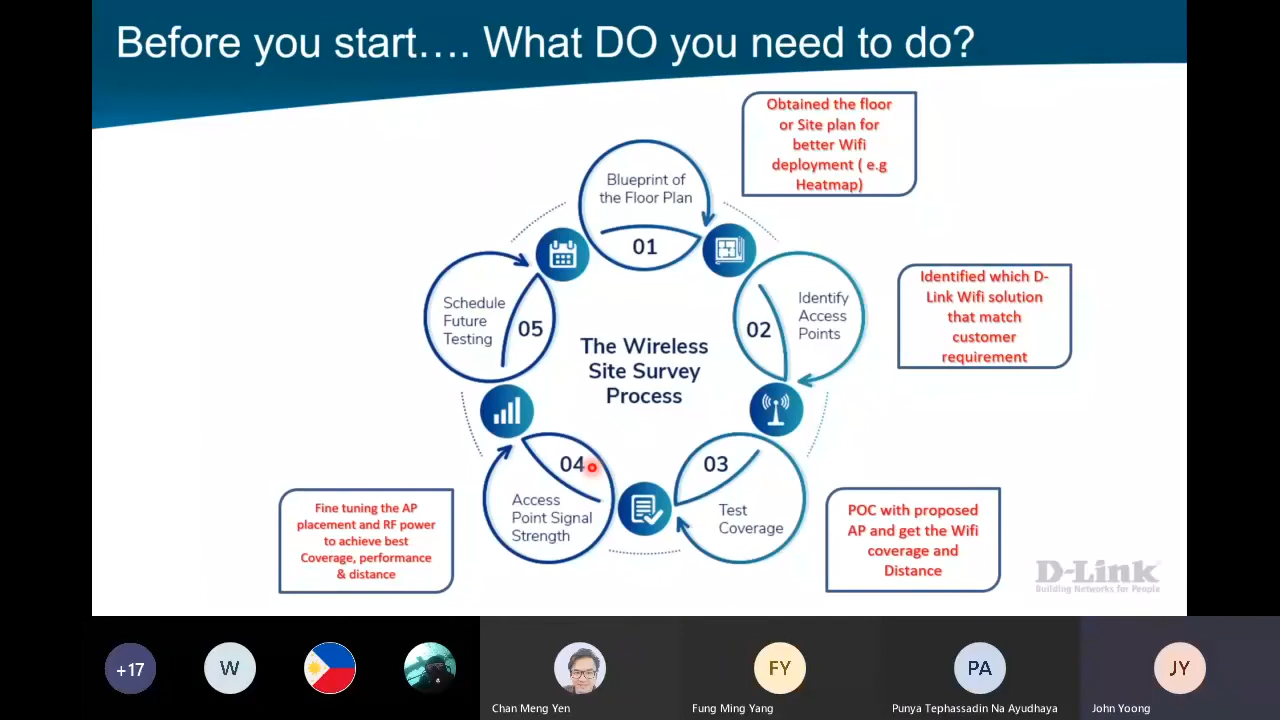 Before you start…. What DO you need to do?
Obtained the floor
or Site plan for
better Wifi
deployment ( e.g
Heatmap)
Blueprint of
the Floor Plan
01
Identify
Access
Points
02
Identified which D-
Link Wifi solution
that match
customer
requirement
Schedule
Future
Testing
05
The Wireless
Site Survey
Process
04
Access
Point Signal
Strength
03
Test
Coverage
Fine tuning the AP
placement and RF power
to achieve best
Coverage, performance
& distance
POC with proposed
AP and get the Wifi
coverage and
Distance
D-Link
Building Networks for People
+17
W
FY
PA
JY
Chan Meng Yen
Fung Ming Yang
Punya Tephassadin Na Ayudhaya
John Yoong